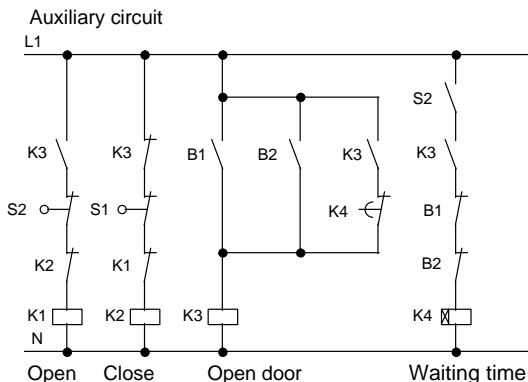 Auxiliary circuit
L1
S2
K3 K3 B1 B2 K3 K3
S2 S1 K4 B1
K2 K1 B2
K1 K2 K3 K4
N
Open Close Open door Waiting time